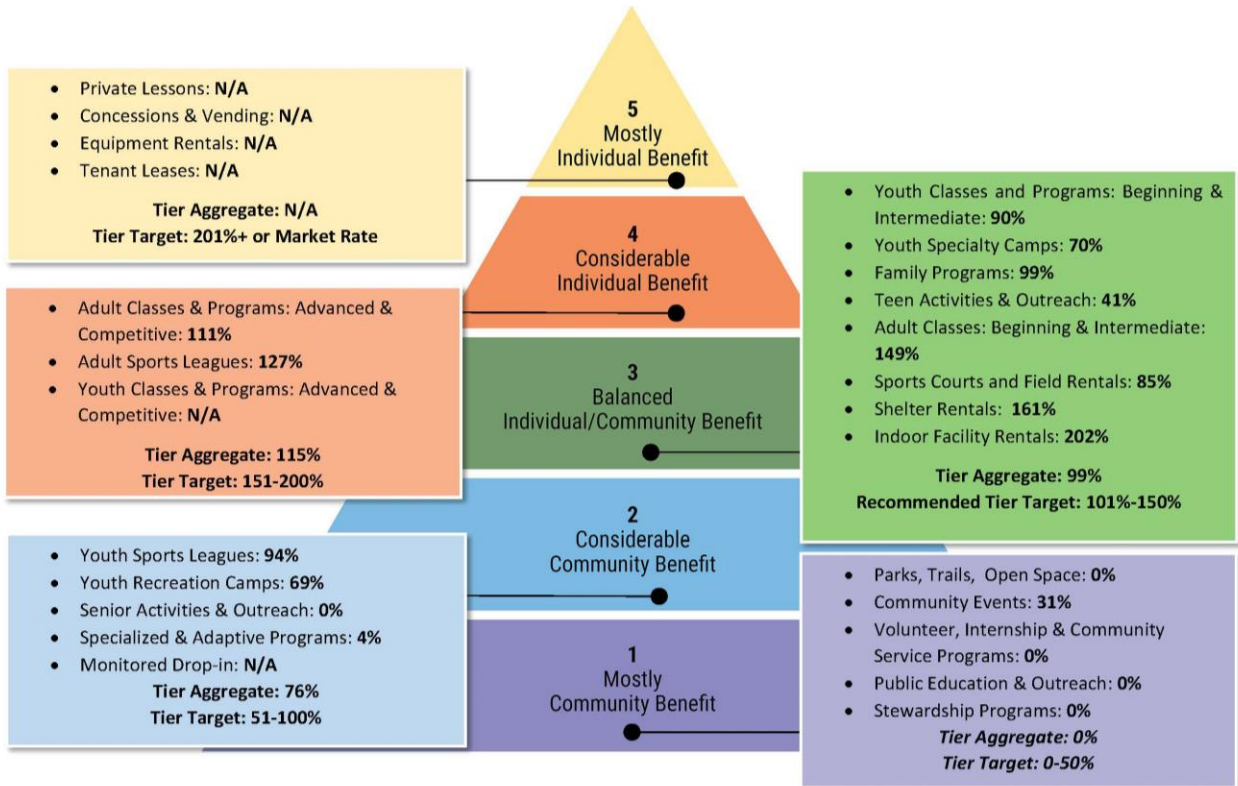 • Private Lessons: N/A
• Concessions & Vending: N/A
• Equipment Rentals: N/A
• Tenant Leases: N/A
Tier Aggregate: N/A
Tier Target: 201%+ or Market Rate
5
Mostly
Individual Benefit
4
Considerable
Individual Benefit
• Adult Classes & Programs: Advanced &
Competitive: 111%
• Adult Sports Leagues: 127%
• Youth Classes & Programs: Advanced &
Competitive: N/A
Tier Aggregate: 115%
Tier Target: 151-200%
3
Balanced
Individual/Community Benefit
• Youth Classes and Programs: Beginning &
Intermediate: 90%
• Youth Specialty Camps: 70%
• Family Programs: 99%
• Teen Activities & Outreach: 41%
• Adult Classes: Beginning & Intermediate:
149%
• Sports Courts and Field Rentals: 85%
• Shelter Rentals: 161%
• Indoor Facility Rentals: 202%
Tier Aggregate: 99%
Recommended Tier Target: 101%-150%
2
Considerable
Community Benefit
• Youth Sports Leagues: 94%
• Youth Recreation Camps: 69%
• Senior Activities & Outreach: 0%
• Specialized & Adaptive Programs: 4%
• Monitored Drop-in: N/A
Tier Aggregate: 76%
Tier Target: 51-100%
1
Mostly
Community Benefit
• Parks, Trails, Open Space: 0%
• Community Events: 31%
• Volunteer, Internship & Community
Service Programs: 0%
• Public Education & Outreach: 0%
• Stewardship Programs: 0%
Tier Aggregate: 0%
Tier Target: 0-50%